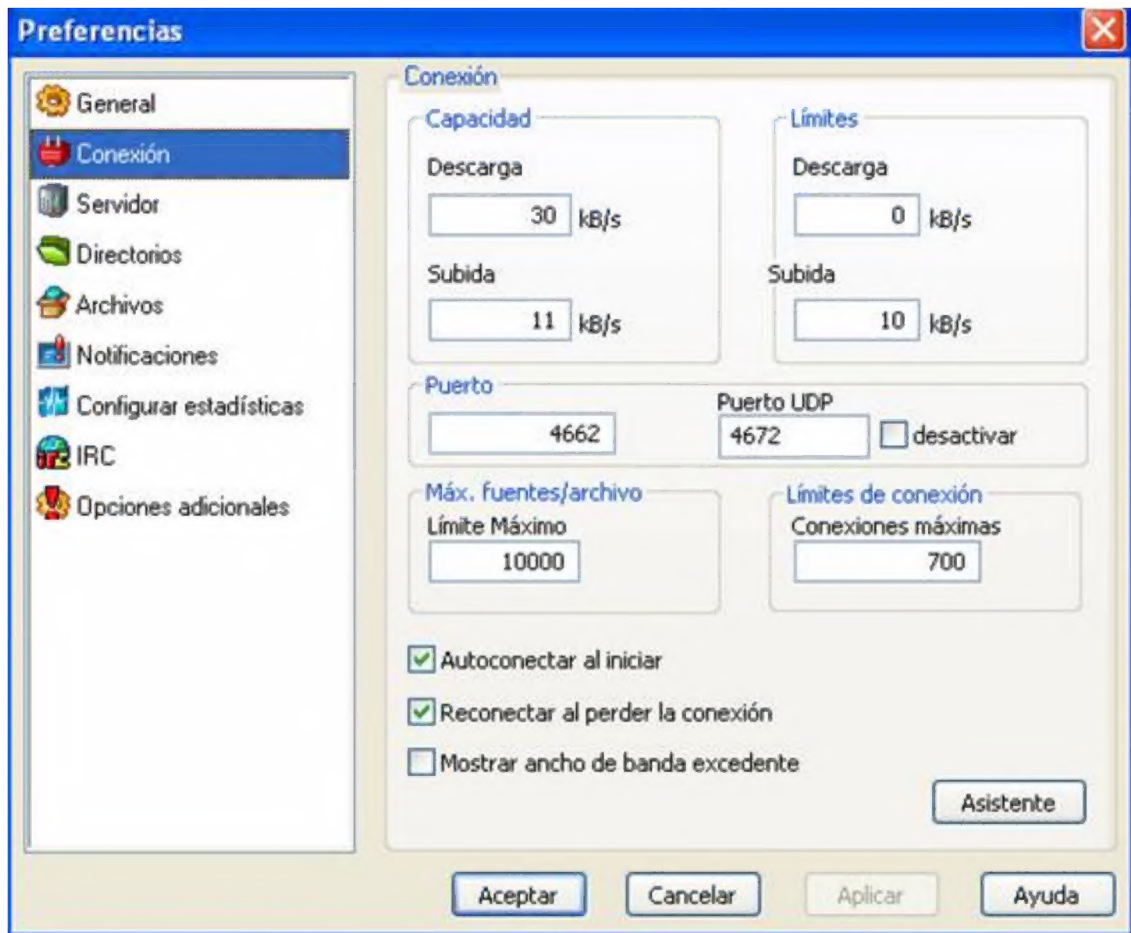 Preferencias
General
Conexión
Servidor
Directorios
Archivos
Notificaciones
Configurar estadísticas
IRC
Opciones adicionales
Conexión
Capacidad
Descarga
30 kB/s
Subida
11 kB/s
Límites
Descarga
0 kB/s
Subida
10 kB/s
Puerto
4662
Puerto UDP
4672 desactivar
Máx. fuentes/archivo
Límite Máximo
10000
Límites de conexión
Conexiones máximas
700
Autoconectar al iniciar
Reconectar al perder la conexión
Mostrar ancho de banda excedente
Asistente
Aceptar Cancelar Aplicar Ayuda